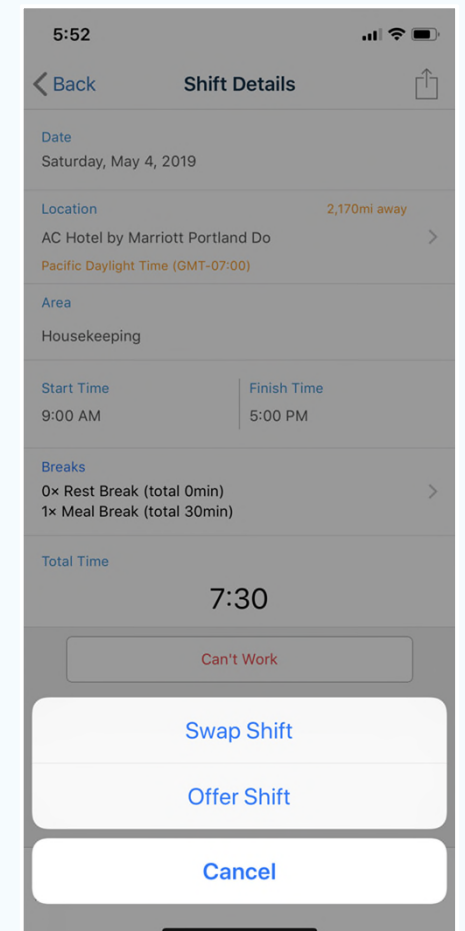 5:52
Back
Shift Details
Date
Saturday, May 4, 2019
Location
2,170mi away
AC Hotel by Marriott Portland Do
Pacific Daylight Time (GMT-07:00)
Area
Housekeeping
Start Time
Finish Time
9:00 AM
5:00 PM
Breaks
0× Rest Break (total 0min)
1× Meal Break (total 30min)
Total Time
7:30
Can't Work
Swap Shift
Offer Shift
Cancel